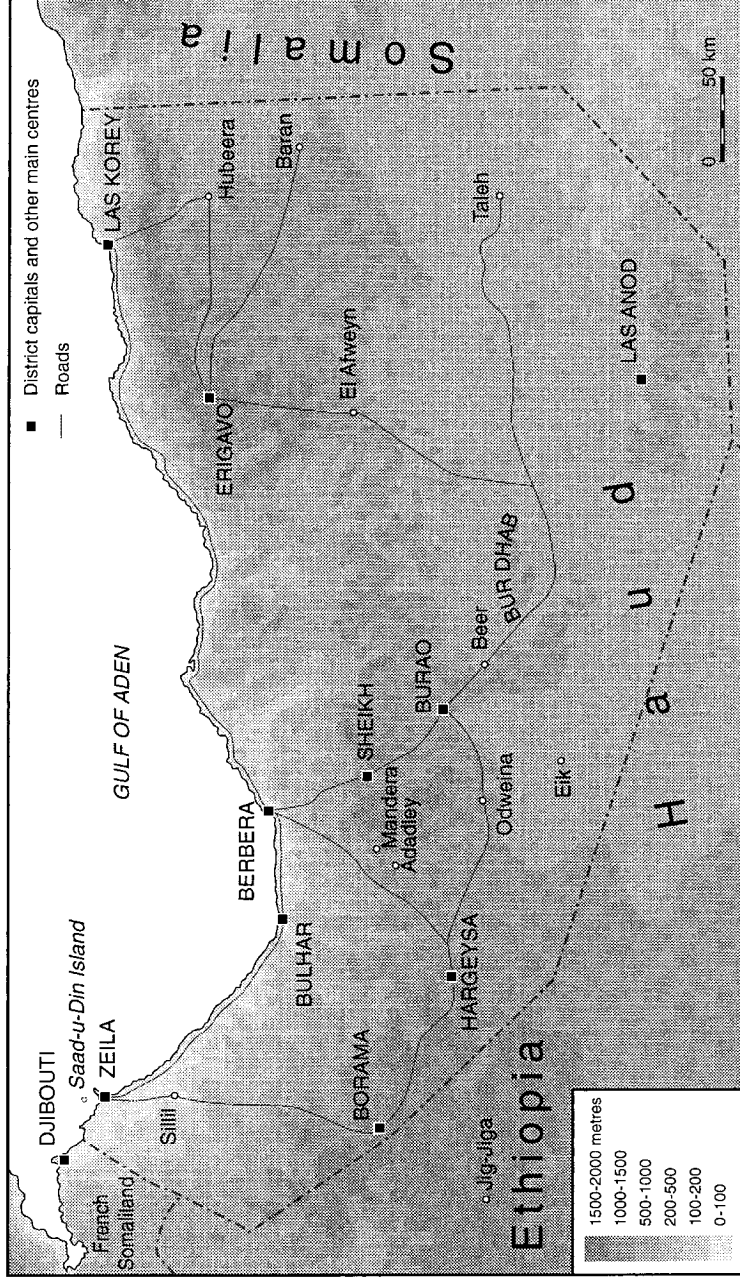 District capitals and other main centres
Roads
GULF OF ADEN
DJIBOUTI
Saad-u-Din Island
ZEILA
French
Somaliland
Sillil
BULHAR
BERBERA
LAS KOREY
Hubeera
Baran
ERIGAVO
El Afweyn
Taleh
LAS ANOD
SHEIKH
Mandera
Adadley
BURAO
Beer
BUR DHAB
Odweina
Eik
HARGEYSA
BORAMA
Jig-Jiga
Ethiopia
Haud
Somalia
1500-2000 metres
1000-1500
500-1000
200-500
100-200
0-100
0 50 km